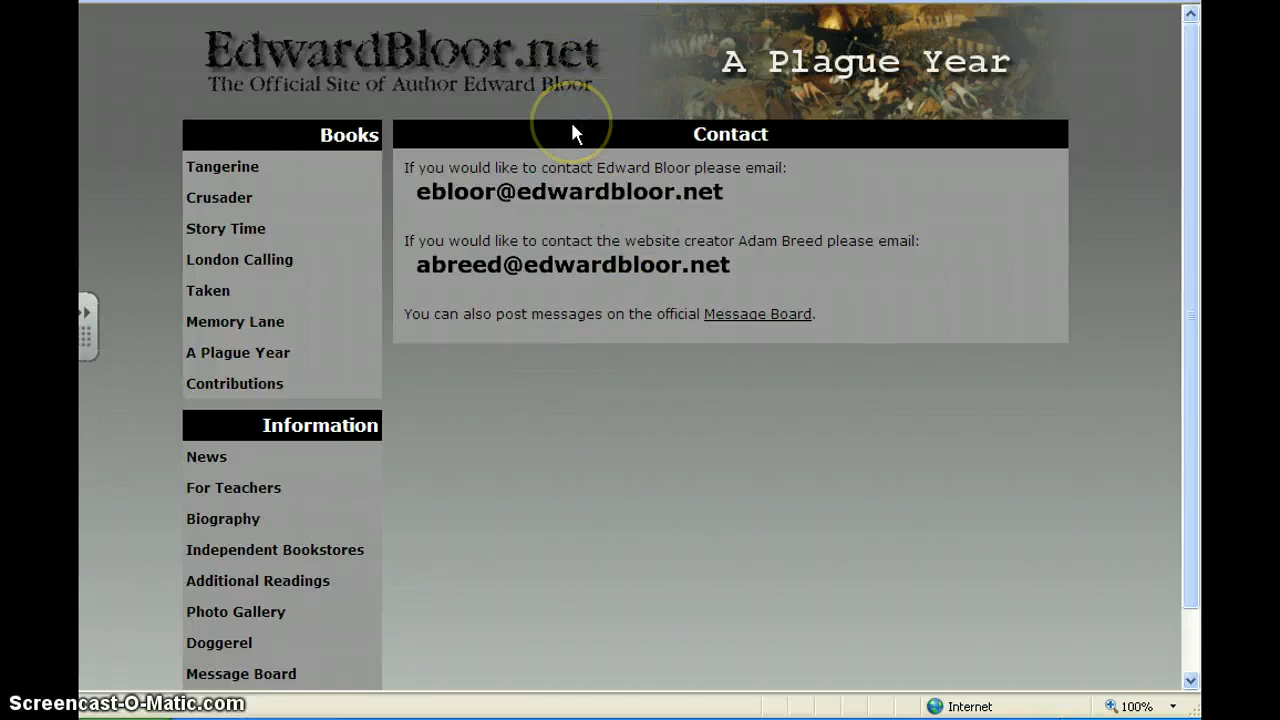 EdwardBloor.net
The Official Site of Author Edward Bloor
A Plague Year
Books
Tangerine
Crusader
Story Time
London Calling
Taken
Memory Lane
A Plague Year
Contributions
Information
News
For Teachers
Biography
Independent Bookstores
Additional Readings
Photo Gallery
Doggerel
Message Board
Contact
If you would like to contact Edward Bloor please email:
ebloor@edwardbloor.net
If you would like to contact the website creator Adam Breed please email:
abreed@edwardbloor.net
You can also post messages on the official Message Board.
Screencast-O-Matic.com
Internet
100%